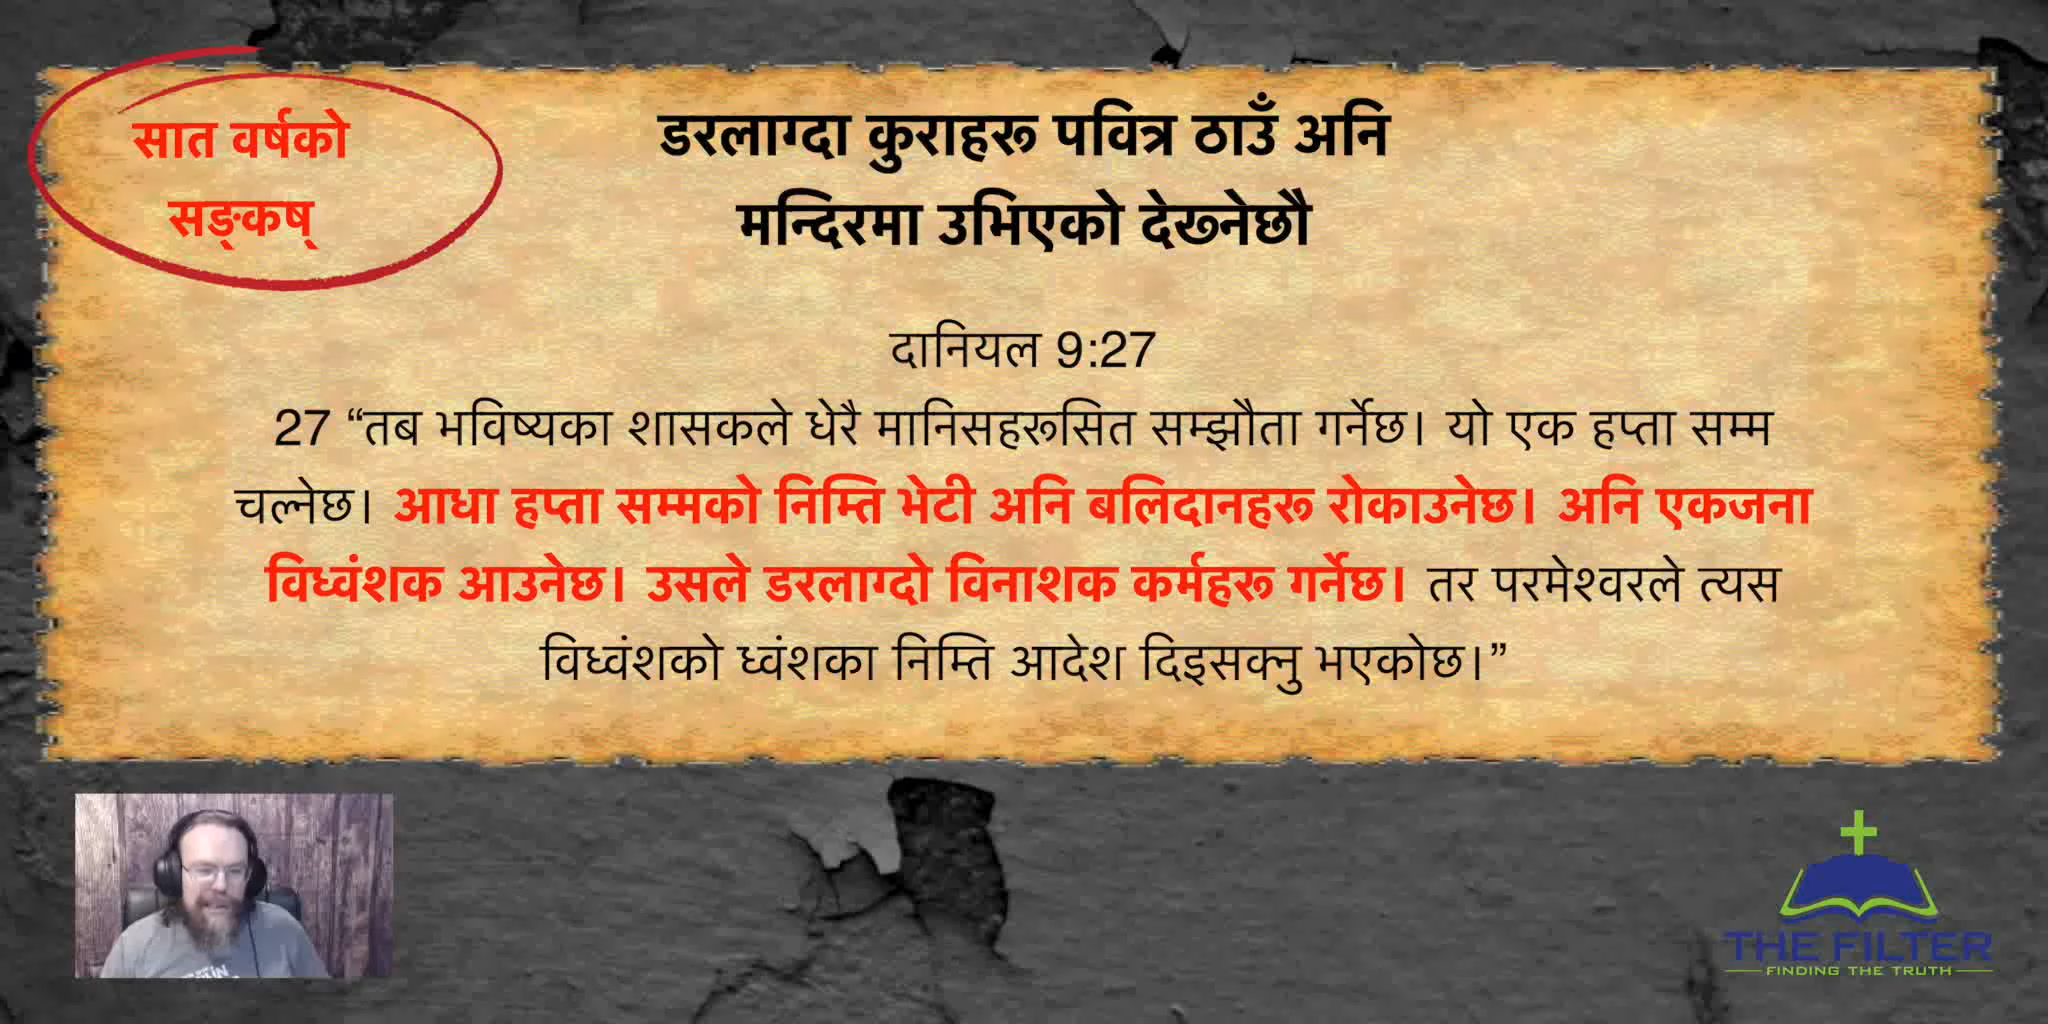 सात वर्षको
सङ्कष्
डरलाग्दा कुराहरू पवित्र ठाउँ अनि
मन्दिरमा उभिएको देख्नेछौ
दानियल 9:27
27 “तब भविष्यका शासकले धेरै मानिसहरूसित सम्झौता गर्नेछ। यो एक हप्ता सम्म
चल्नेछ। आधा हप्ता सम्मको निम्ति भेटी अनि बलिदानहरू रोकाउनेछ। अनि एकजना
विध्वंशक आउनेछ। उसले डरलाग्दो विनाशक कर्महरू गर्नेछ। तर परमेश्वरले त्यस
विध्वंशको ध्वंशका निम्ति आदेश दिइसक्नु भएकोछ।”
THE FILTER
FINDING THE TRUTH